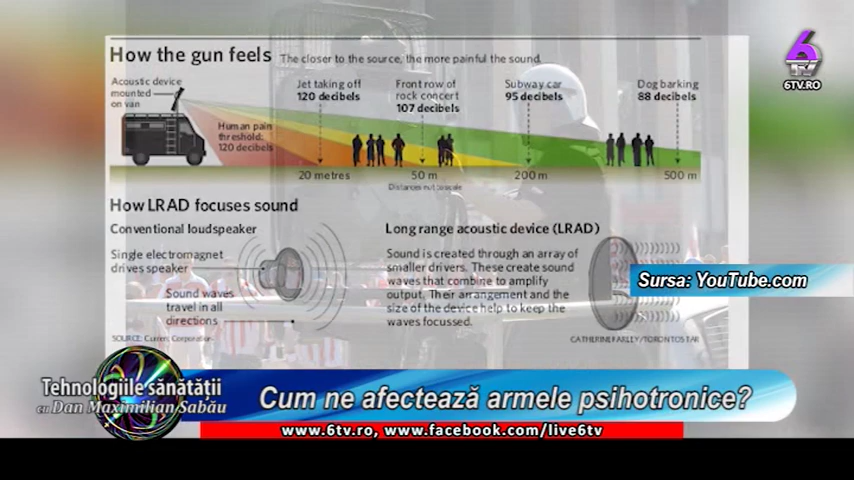 How the gun feels The closer to the source, the more painful the sound.
Acoustic device
mounted
on van
Jet taking off
120 decibels
Front row of
rock concert
107 decibels
Subway car
95 decibels
Dog barking
88 decibels
Human pain
threshold:
120 decibels
20 metres
50 m
200 m
500 m
Distances not to scale
How LRAD focuses sound
Conventional loudspeaker
Single electromagnet
drives speaker
Sound waves
travel in all
directions
Long range acoustic device (LRAD)
Sound is created through an array of
smaller drivers. These create sound
waves that combine to amplify
output. Their arrangement and the
size of the device help to keep the
waves focussed.
SOURCE: Current Corporation
CATHERINE FARLEY/TORONTO STAR
6
TV
6TV.RO
Sursa: YouTube.com
Tehnologiile sănătății
cu Dan Maximilian Sabău
Cum ne afectează armele psihotronice?
www.6tv.ro, www.facebook.com/live6tv